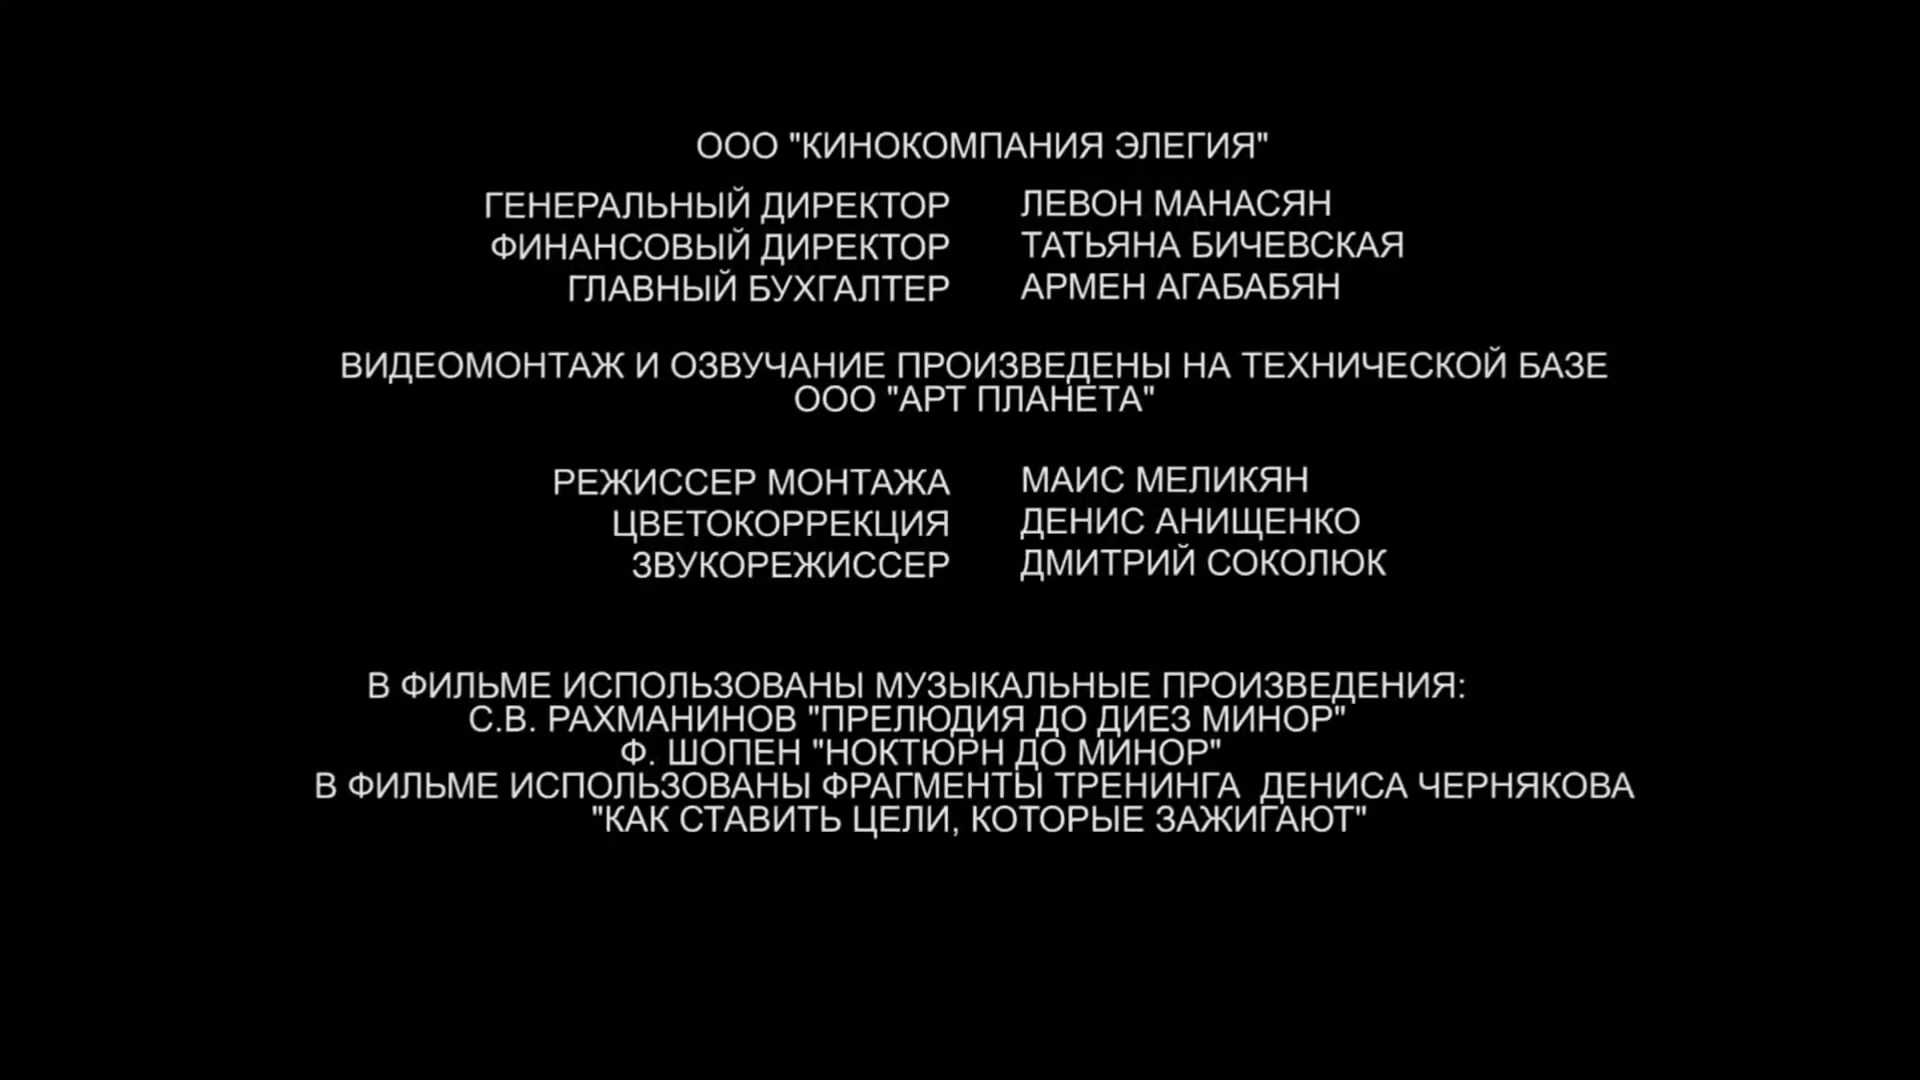 ООО "КИНОКОМПАНИЯ ЭЛЕГИЯ"
ГЕНЕРАЛЬНЫЙ ДИРЕКТОР ЛЕВОН МАНАСЯН
ФИНАНСОВЫЙ ДИРЕКТОР ТАТЬЯНА БИЧЕВСКАЯ
ГЛАВНЫЙ БУХГАЛТЕР АРМЕН АГАБАБЯН
ВИДЕОМОНТАЖ И ОЗВУЧАНИЕ ПРОИЗВЕДЕНЫ НА ТЕХНИЧЕСКОЙ БАЗЕ
ООО "АРТ ПЛАНЕТА"
РЕЖИССЕР МОНТАЖА МАИС МЕЛИКЯН
ЦВЕТОКОРРЕКЦИЯ ДЕНИС АНИЩЕНКО
ЗВУКОРЕЖИССЕР ДМИТРИЙ СОКОЛЮК
В ФИЛЬМЕ ИСПОЛЬЗОВАНЫ МУЗЫКАЛЬНЫЕ ПРОИЗВЕДЕНИЯ:
С.В. РАХМАНИНОВ "ПРЕЛЮДИЯ ДО ДИЕЗ МИНОР"
Ф. ШОПЕН "НОКТЮРН ДО МИНОР"
В ФИЛЬМЕ ИСПОЛЬЗОВАНЫ ФРАГМЕНТЫ ТРЕНИНГА ДЕНИСА ЧЕРНЯКОВА
"КАК СТАВИТЬ ЦЕЛИ, КОТОРЫЕ ЗАЖИГАЮТ"